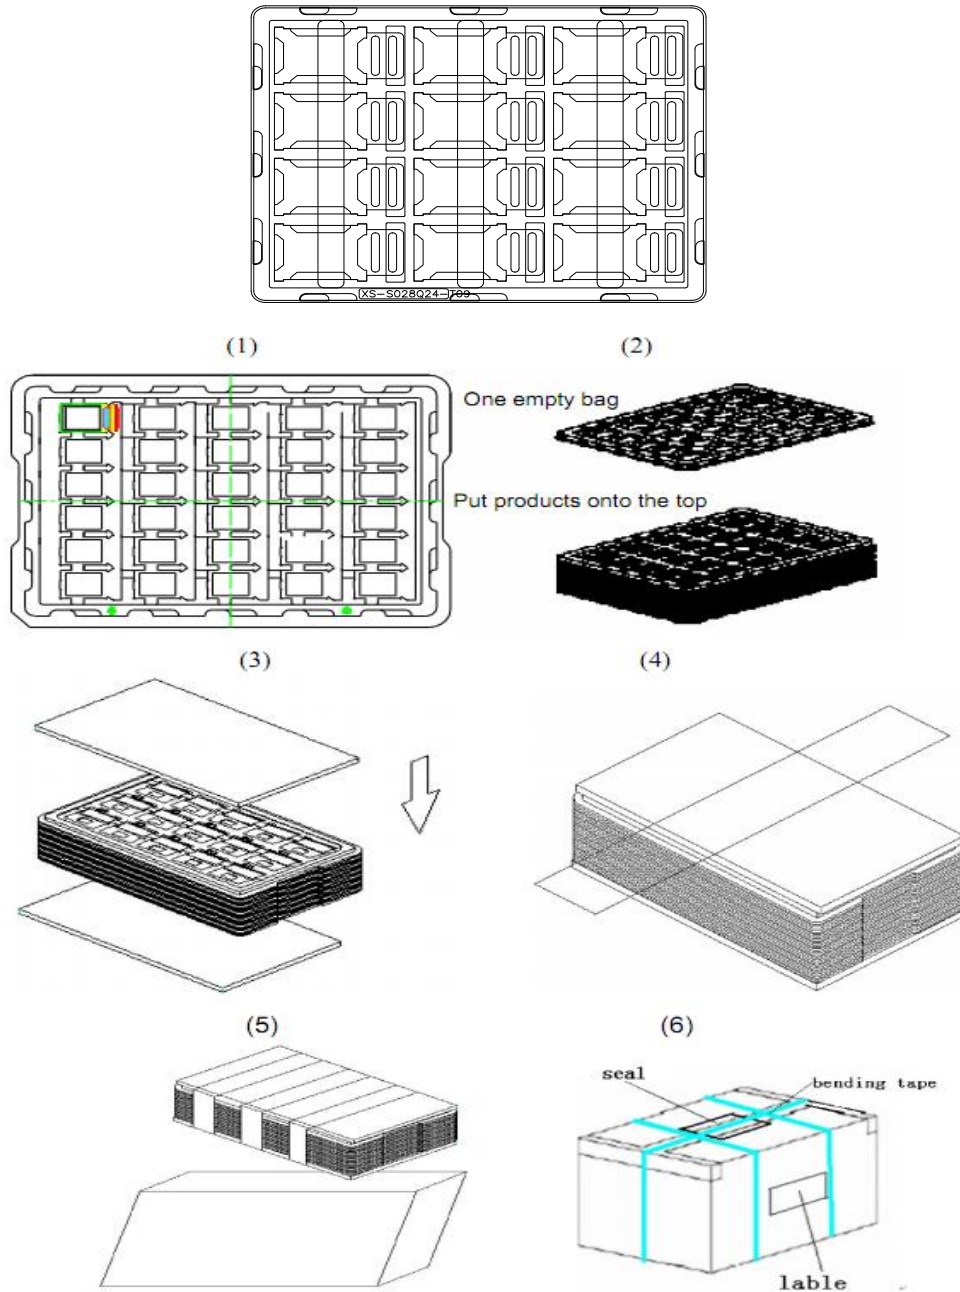 XS-S028Q24-T09
(1)
(2)
One empty bag
Put products onto the top
(3)
(4)
(5)
(6)
seal
bending tape
lable